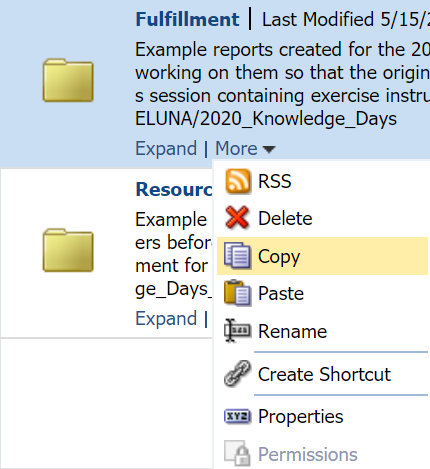 Fulfillment | Last Modified 5/15/2
Example reports created for the 20
working on them so that the origin
s session containing exercise instru
ELUNA/2020_Knowledge_Days
Expand | More
Resourc
Example
ers befor
ment for
ge_Days_
Expand |
RSS
Delete
Copy
Paste
Rename
Create Shortcut
XYZ Properties
Permissions